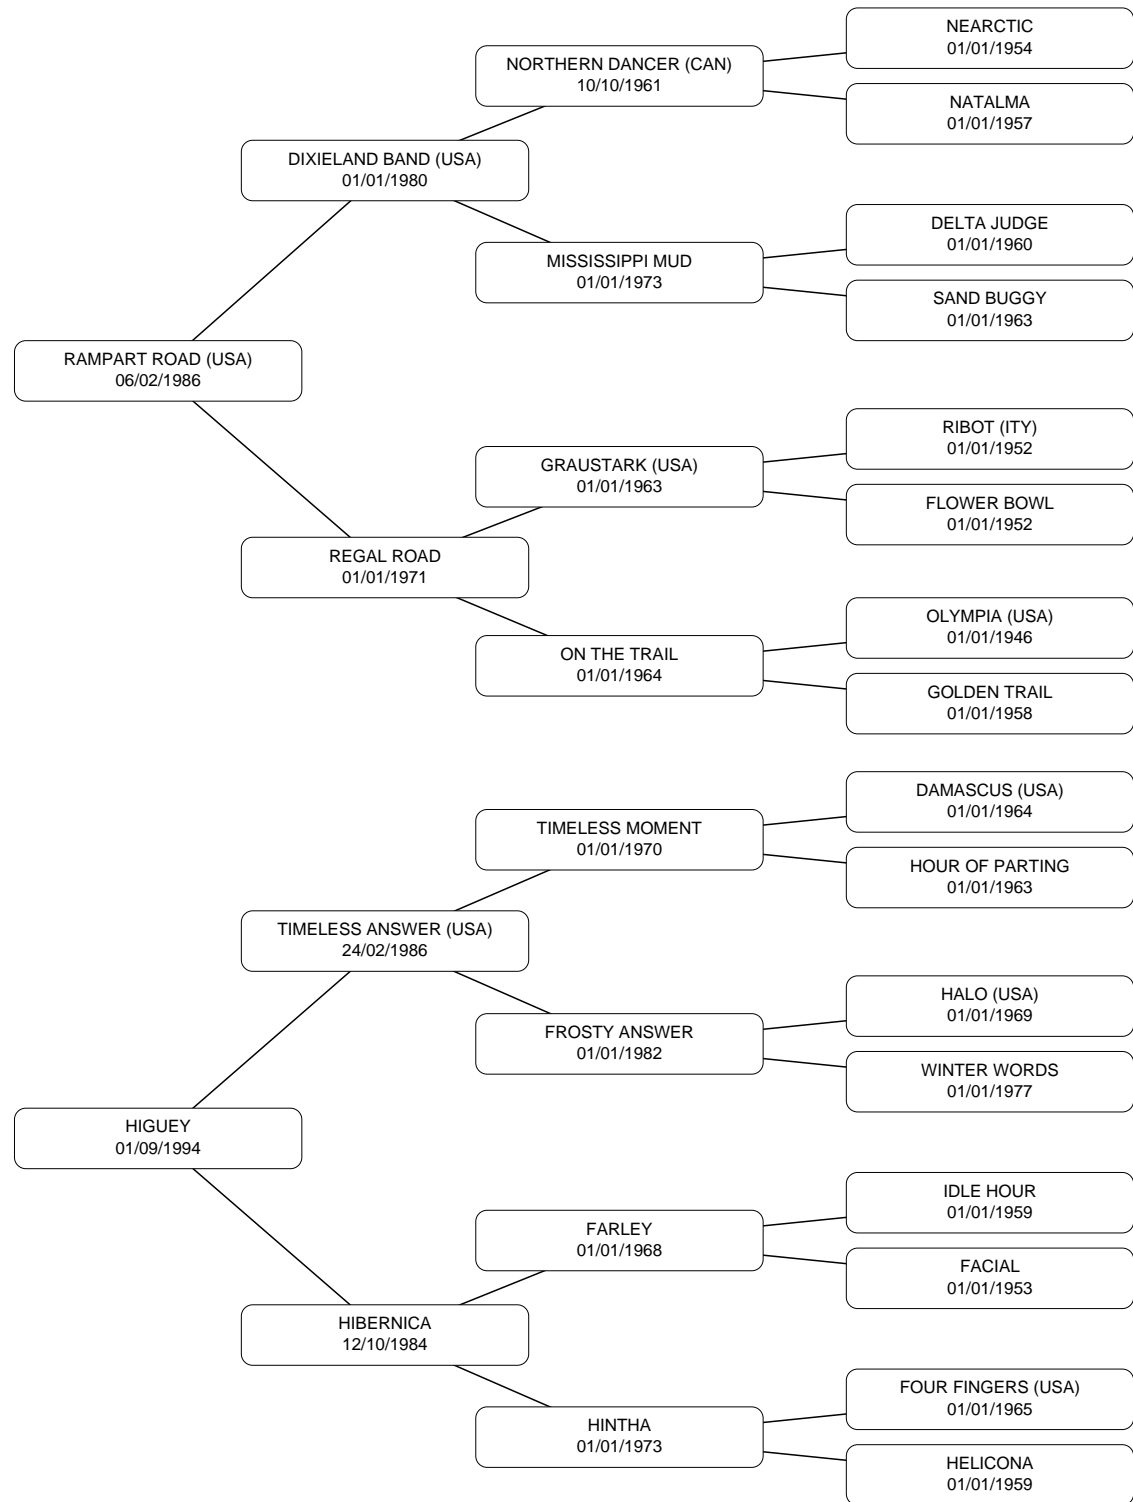 NEARCTIC
01/01/1954
NORTHERN DANCER (CAN)
10/10/1961
NATALMA
01/01/1957
DIXIELAND BAND (USA)
01/01/1980
DELTA JUDGE
01/01/1960
MISSISSIPPI MUD
01/01/1973
SAND BUGGY
01/01/1963
RAMPART ROAD (USA)
06/02/1986
RIBOT (ITY)
01/01/1952
GRAUSTARK (USA)
01/01/1963
FLOWER BOWL
01/01/1952
REGAL ROAD
01/01/1971
OLYMPIA (USA)
01/01/1946
ON THE TRAIL
01/01/1964
GOLDEN TRAIL
01/01/1958
DAMASCUS (USA)
01/01/1964
TIMELESS MOMENT
01/01/1970
HOUR OF PARTING
01/01/1963
TIMELESS ANSWER (USA)
24/02/1986
HALO (USA)
01/01/1969
FROSTY ANSWER
01/01/1982
WINTER WORDS
01/01/1977
HIGUEY
01/09/1994
IDLE HOUR
01/01/1959
FARLEY
01/01/1968
FACIAL
01/01/1953
HIBERNICA
12/10/1984
FOUR FINGERS (USA)
01/01/1965
HINTHA
01/01/1973
HELICONA
01/01/1959